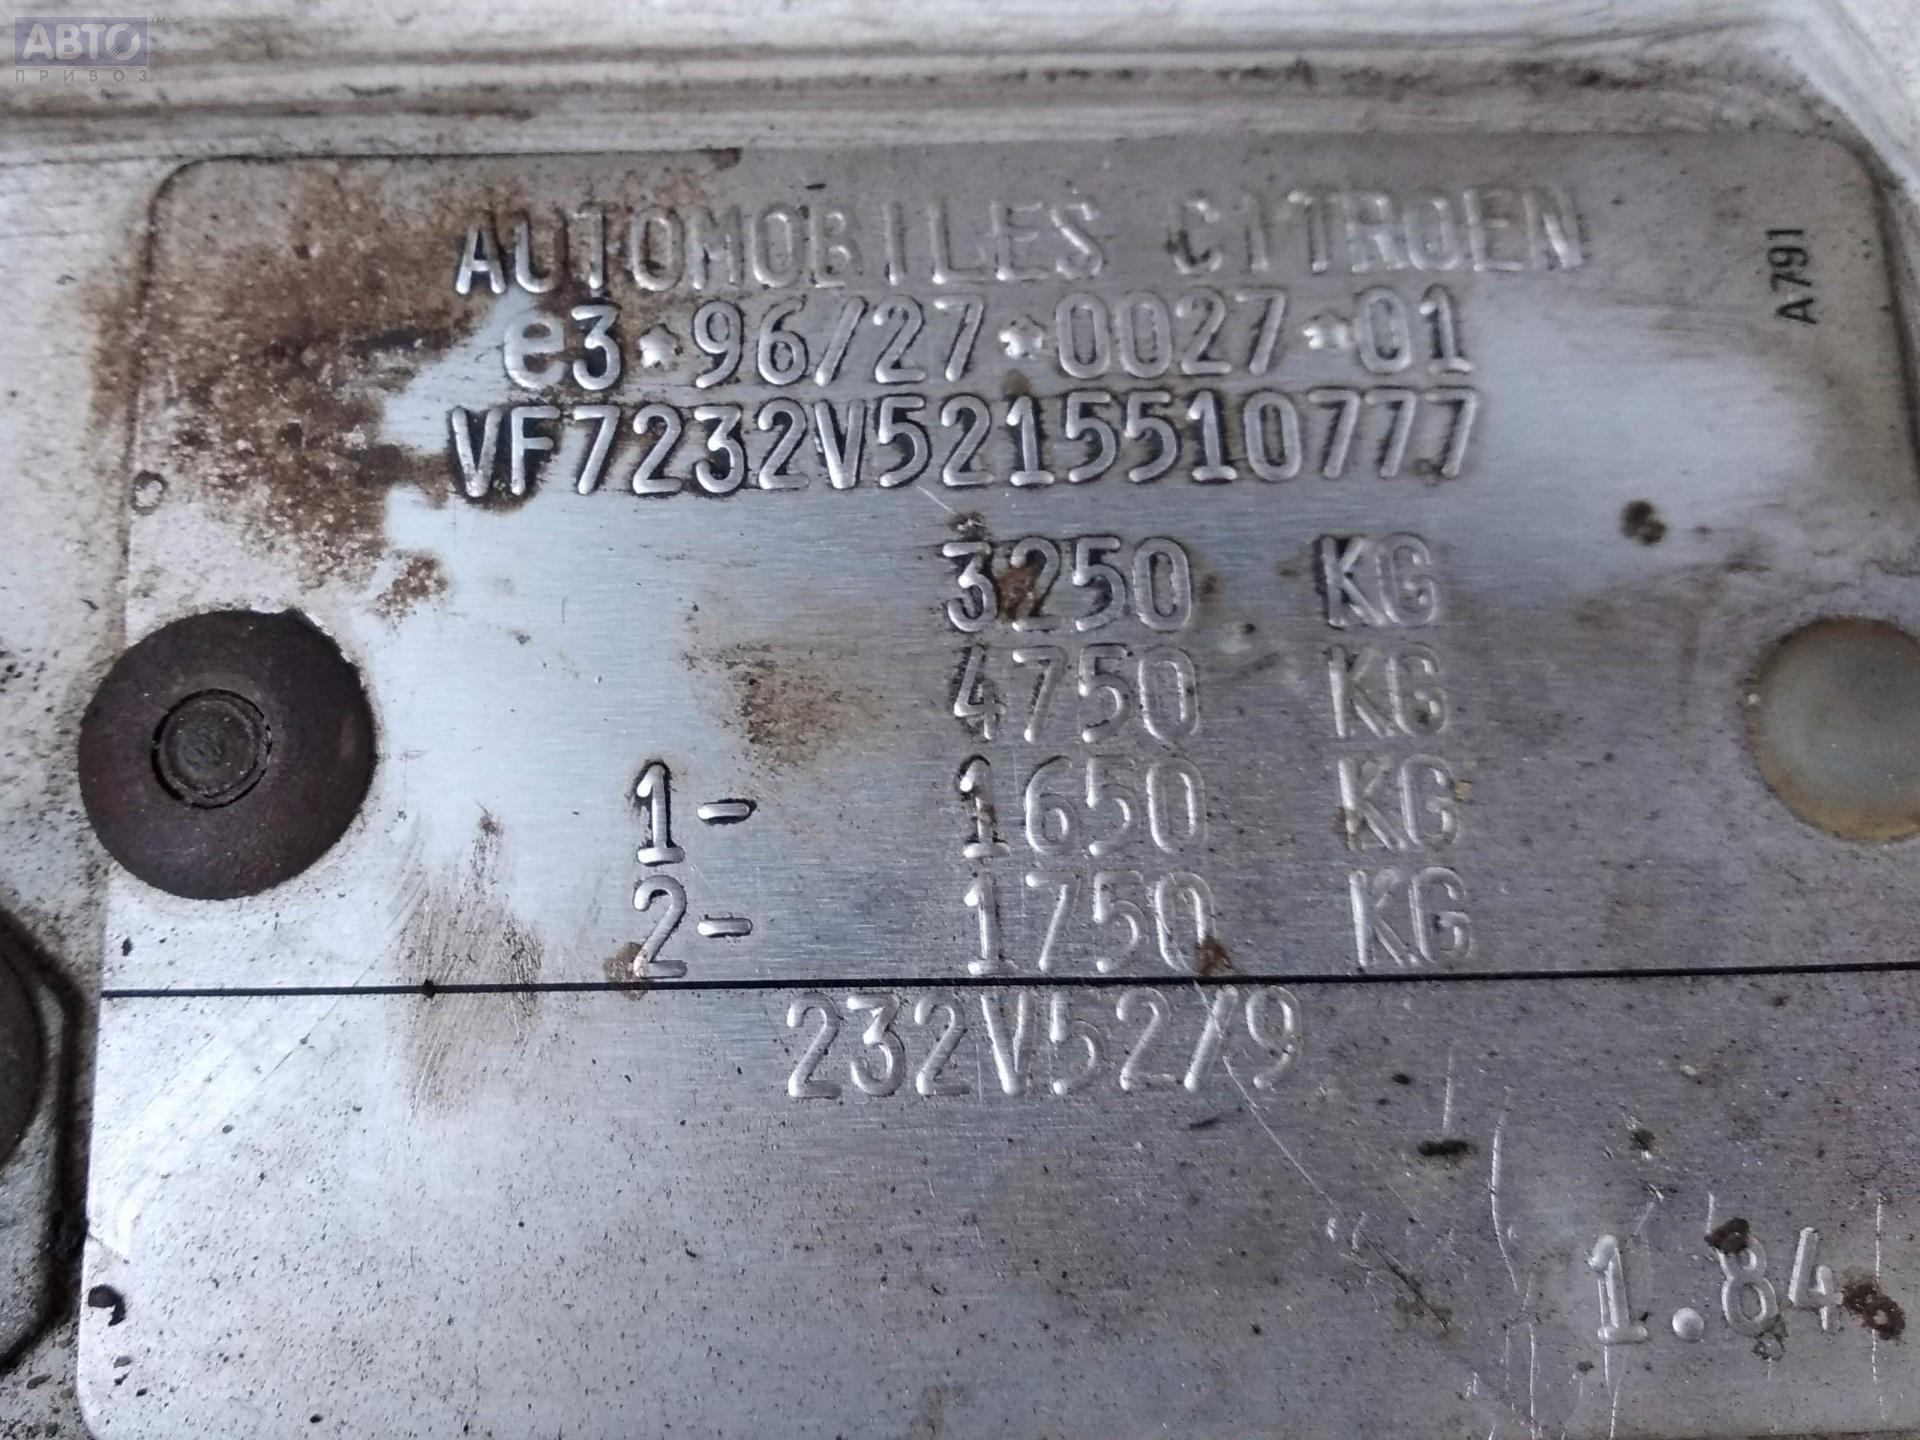 АВТО TM
ПРИВОЗ
AUTOMOBILES CITROEN
A791
e3*96/27*0027*01
VF7232V5215510777
3250 KG
4750 KG
1- 1650 KG
2- 1750 KG
232V52/9
1.84